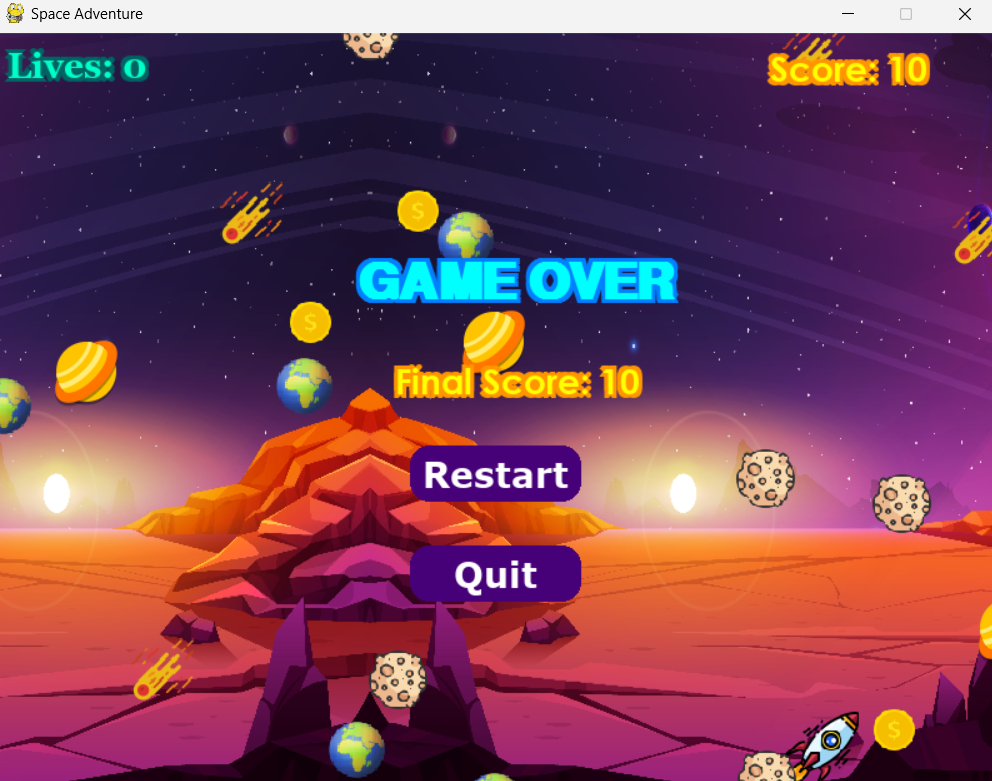 Space Adventure
Lives: 0
Score: 10
$
GAME OVER
$
Final Score: 10
Restart
Quit
$